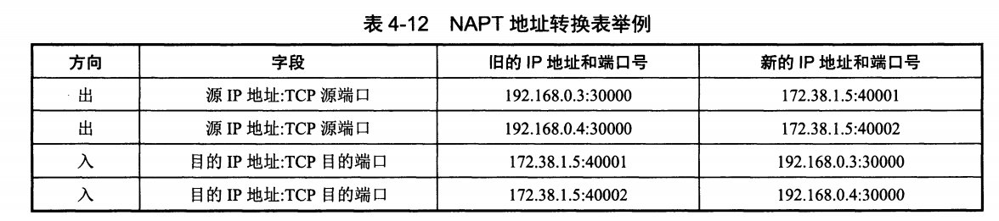 表 4-12 NAPT 地址转换表举例
方向 字段 旧的 IP 地址和端口号 新的 IP 地址和端口号
出 源 IP 地址:TCP 源端口 192.168.0.3:30000 172.38.1.5:40001
出 源 IP 地址:TCP 源端口 192.168.0.4:30000 172.38.1.5:40002
入 目的 IP 地址:TCP 目的端口 172.38.1.5:40001 192.168.0.3:30000
入 目的 IP 地址:TCP 目的端口 172.38.1.5:40002 192.168.0.4:30000